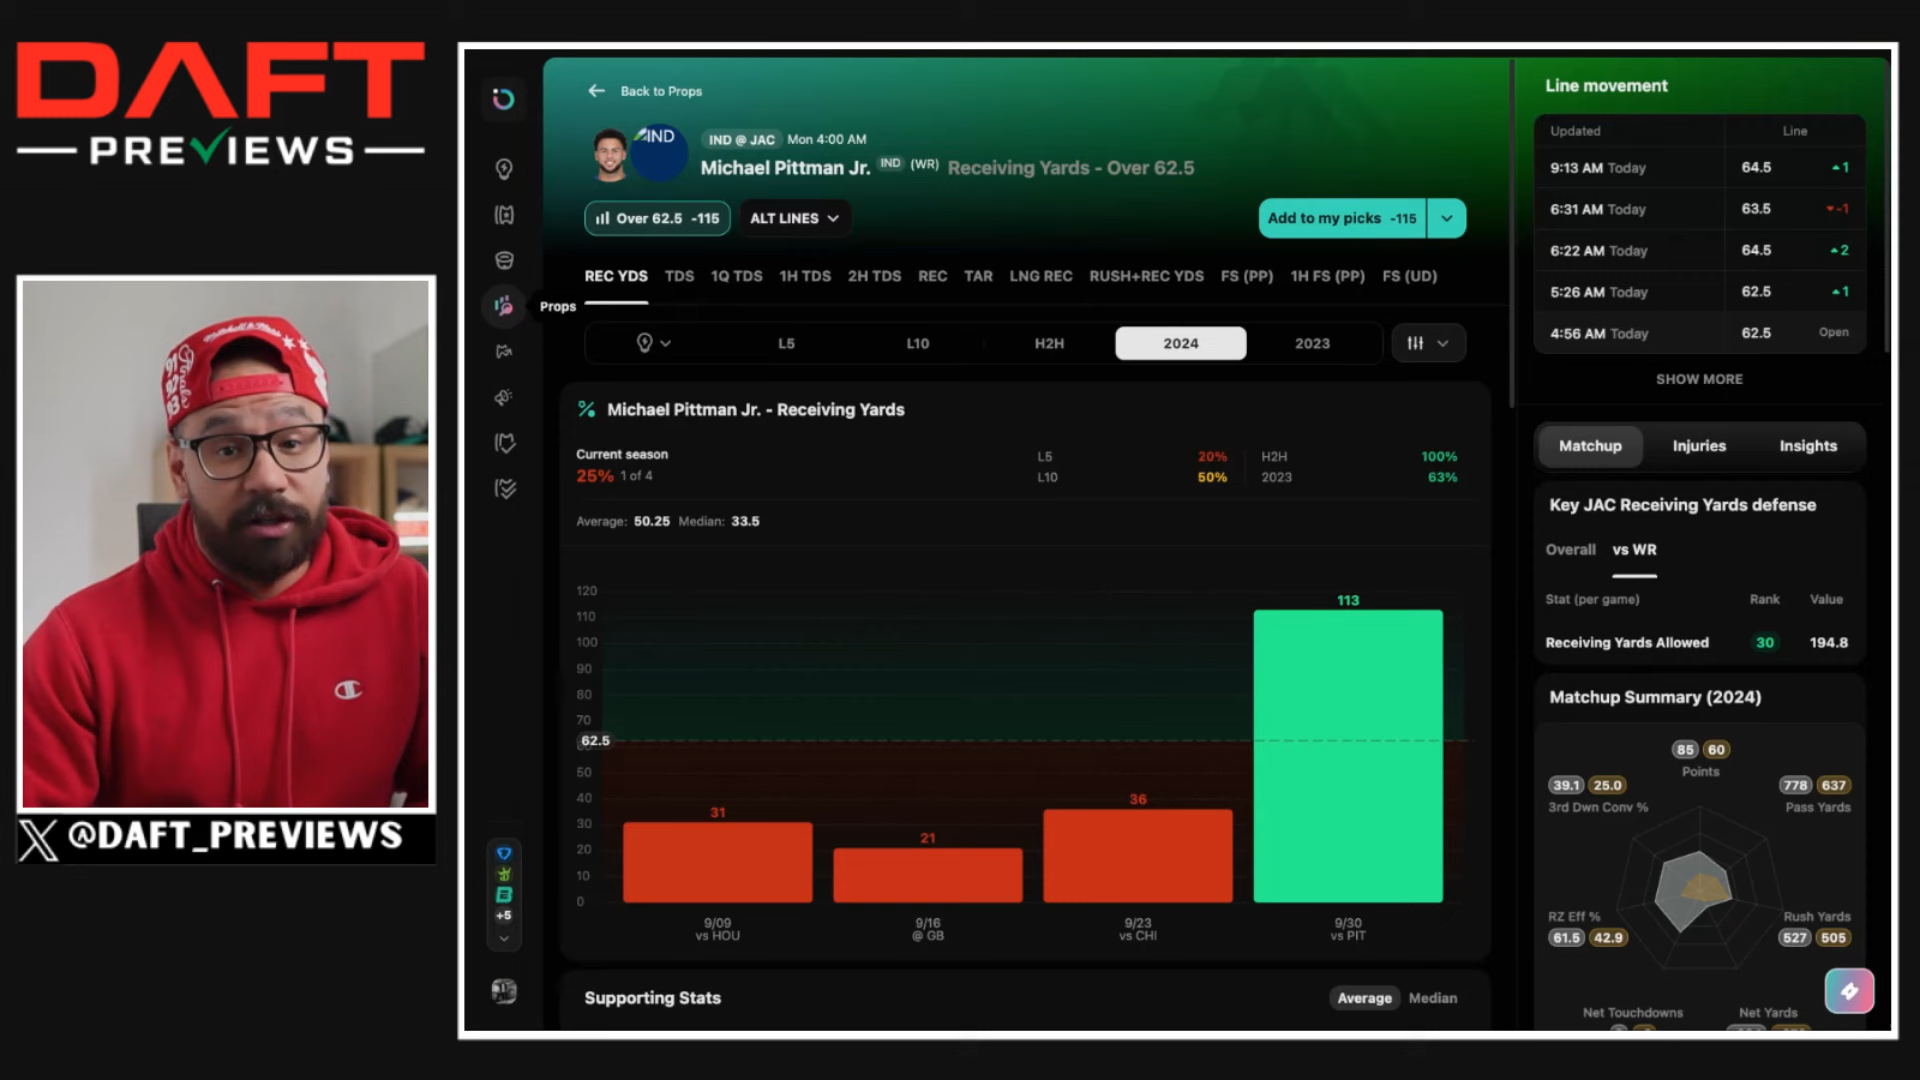 DAFT
PREVIEWS
@DAFT_PREVIEWS
Back to Props
IND
IND @ JAC Mon 4:00 AM
Michael Pittman Jr. IND (WR) Receiving Yards - Over 62.5
Over 62.5 -115
ALT LINES
Add to my picks -115
REC YDS TDS 1Q TDS 1H TDS 2H TDS REC TAR LNG REC RUSH+REC YDS FS (PP) 1H FS (PP) FS (UD)
Props
L5 L10 H2H 2024 2023
Michael Pittman Jr. - Receiving Yards
Current season
25% 1 of 4
L5 20% H2H 100%
L10 50% 2023 63%
Average: 50.25 Median: 33.5
120
110
100
90
80
70
62.5
50
40
30
20
10
0
31
21
36
113
9/09
vs HOU
9/16
@ GB
9/23
vs CHI
9/30
vs PIT
+5
Supporting Stats
Average Median
Line movement
Updated Line
9:13 AM Today 64.5 1
6:31 AM Today 63.5 -1
6:22 AM Today 64.5 2
5:26 AM Today 62.5 1
4:56 AM Today 62.5 Open
SHOW MORE
Matchup Injuries Insights
Key JAC Receiving Yards defense
Overall vs WR
Stat (per game) Rank Value
Receiving Yards Allowed 30 194.8
Matchup Summary (2024)
85 60
Points
39.1 25.0
3rd Dwn Conv %
778 637
Pass Yards
RZ Eff %
61.5 42.9
Rush Yards
527 505
Net Touchdowns Net Yards